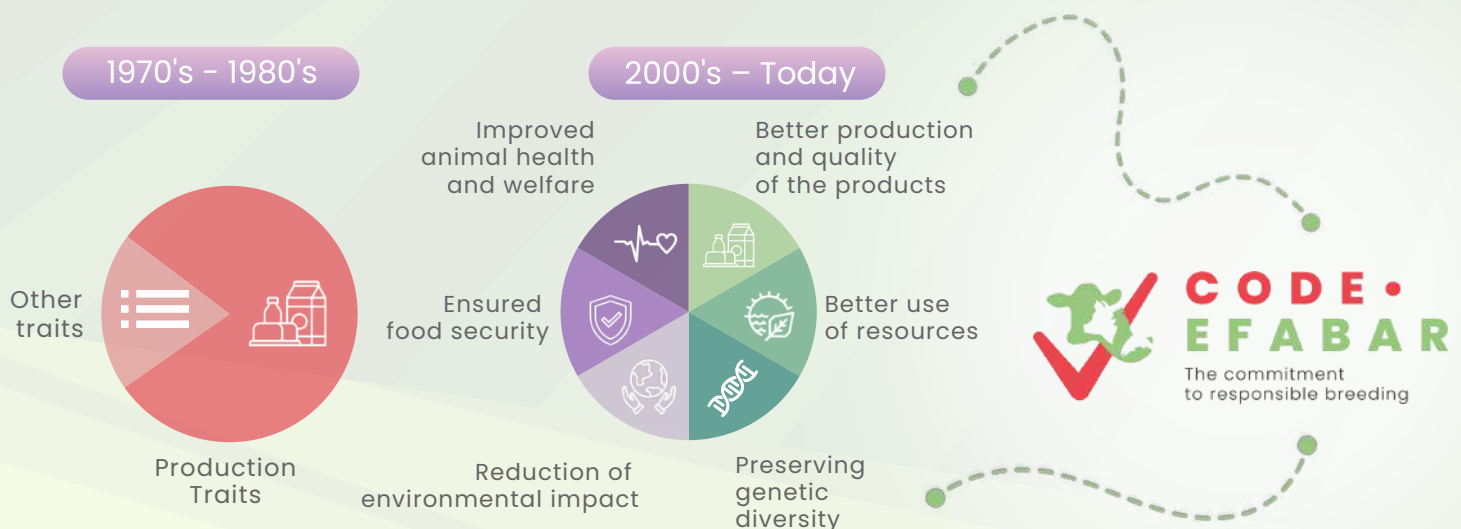 1970's - 1980's
Other
traits
Production
Traits
2000's – Today
Improved
animal health
and welfare
Better production
and quality
of the products
Ensured
food security
Better use
of resources
Reduction of
environmental impact
Preserving
genetic
diversity
CODE •
EFABAR
The commitment
to responsible breeding